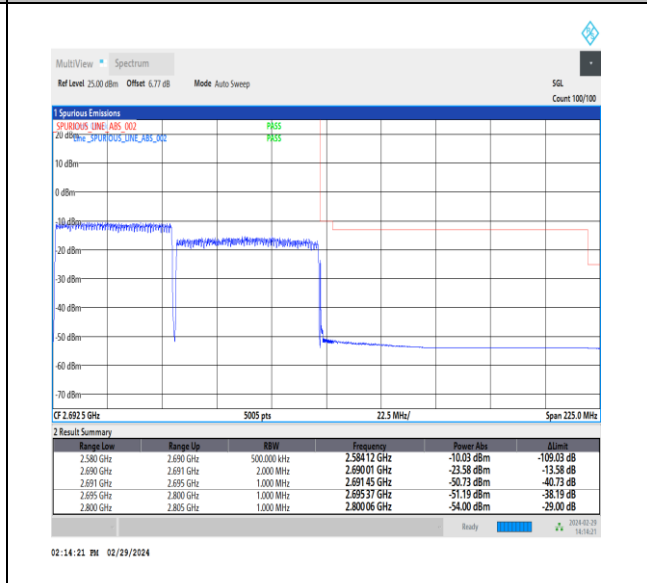 MultiView Spectrum
Ref Level 25.00 dBm Offset 6.77 dB Mode Auto Sweep SGL
Count 100/100
1 Spurious Emissions
SPURIOUS_LINE_ABS_002 PASS
20 dBm
Line _SPURIOUS_LINE_ABS_002 PASS
10 dBm
0 dBm
-10 dBm
-20 dBm
-30 dBm
-40 dBm
-50 dBm
-60 dBm
-70 dBm
CF 2.692 5 GHz 5005 pts 22.5 MHz/ Span 225.0 MHz
2 Result Summary
Range Low Range Up RBW Frequency Power Abs ΔLimit
2.580 GHz 2.690 GHz 500.000 kHz 2.584 12 GHz -10.03 dBm -109.03 dB
2.690 GHz 2.691 GHz 2.000 MHz 2.690 01 GHz -23.58 dBm -13.58 dB
2.691 GHz 2.695 GHz 1.000 MHz 2.691 45 GHz -50.73 dBm -40.73 dB
2.695 GHz 2.800 GHz 1.000 MHz 2.695 37 GHz -51.19 dBm -38.19 dB
2.800 GHz 2.805 GHz 1.000 MHz 2.800 06 GHz -54.00 dBm -29.00 dB
Ready 2024-02-29
14:14:21
02:14:21 PM 02/29/2024